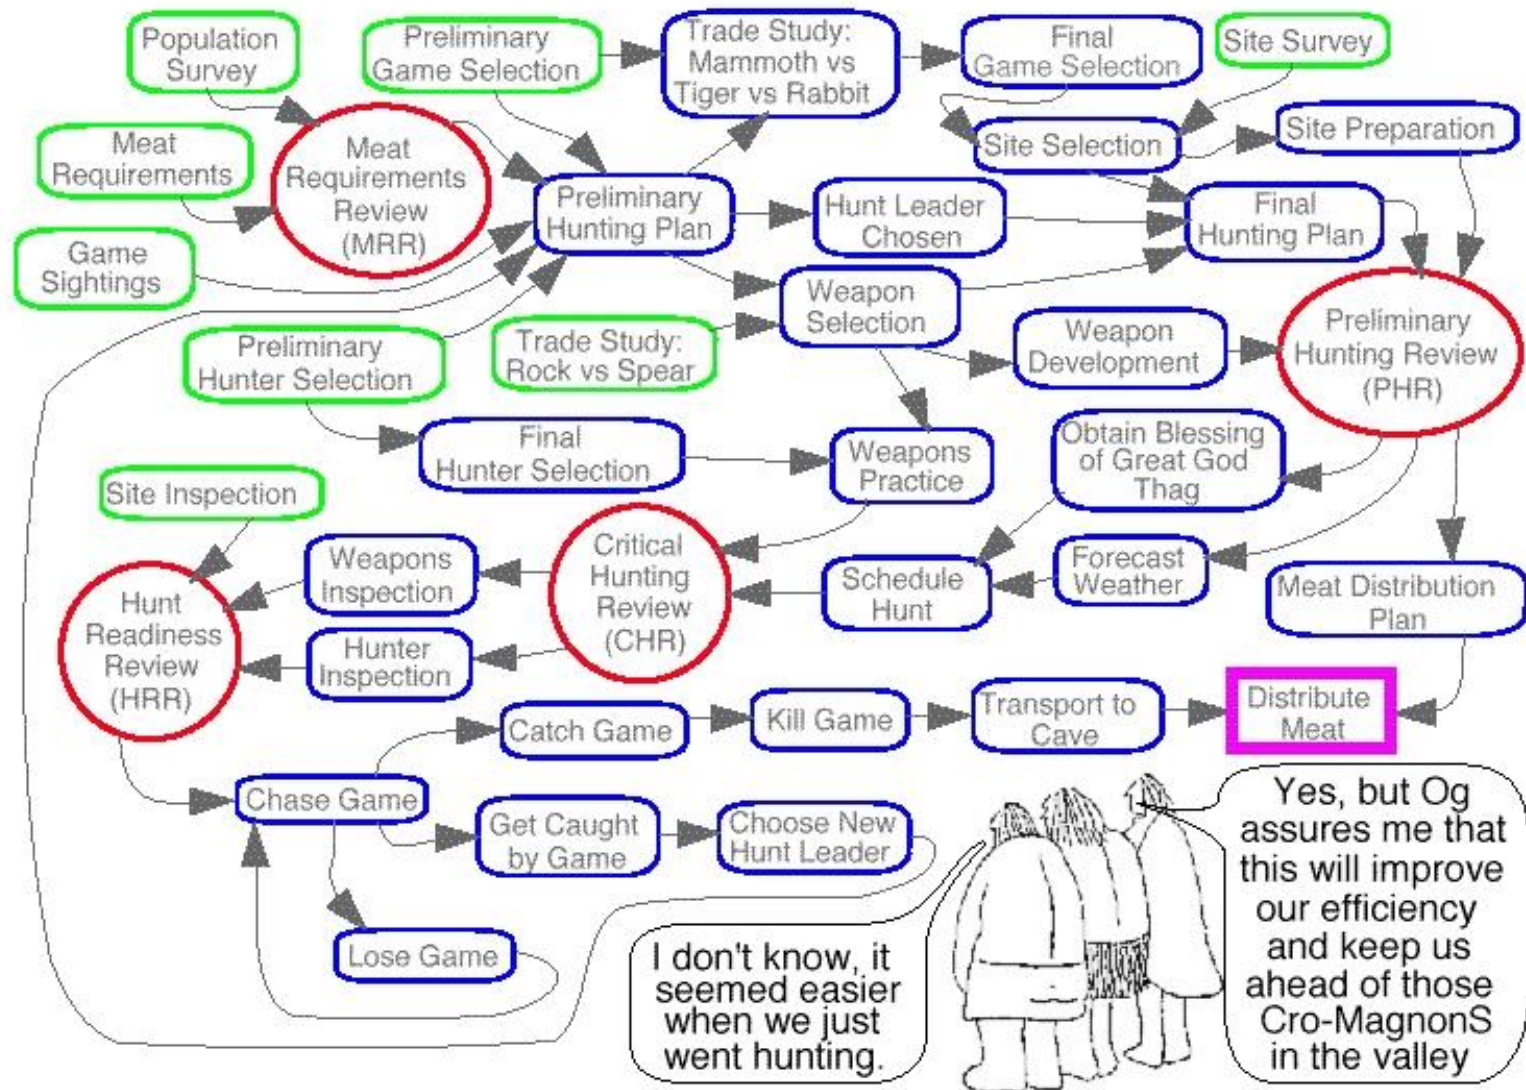 Population
Survey
Preliminary
Game Selection
Trade Study:
Mammoth vs
Tiger vs Rabbit
Final
Game Selection
Site Survey
Meat
Requirements
Meat
Requirements
Review
(MRR)
Site Selection
Site Preparation
Preliminary
Hunting Plan
Hunt Leader
Chosen
Final
Hunting Plan
Game
Sightings
Weapon
Selection
Preliminary
Hunter Selection
Trade Study:
Rock vs Spear
Weapon
Development
Preliminary
Hunting Review
(PHR)
Final
Hunter Selection
Weapons
Practice
Obtain Blessing
of Great God
Thag
Site Inspection
Weapons
Inspection
Critical
Hunting
Review
(CHR)
Schedule
Hunt
Forecast
Weather
Meat Distribution
Plan
Hunt
Readiness
Review
(HRR)
Hunter
Inspection
Catch Game
Kill Game
Transport to
Cave
Distribute
Meat
Chase Game
Get Caught
by Game
Choose New
Hunt Leader
Lose Game
I don't know, it
seemed easier
when we just
went hunting.
Yes, but Og
assures me that
this will improve
our efficiency
and keep us
ahead of those
Cro-MagnonS
in the valley